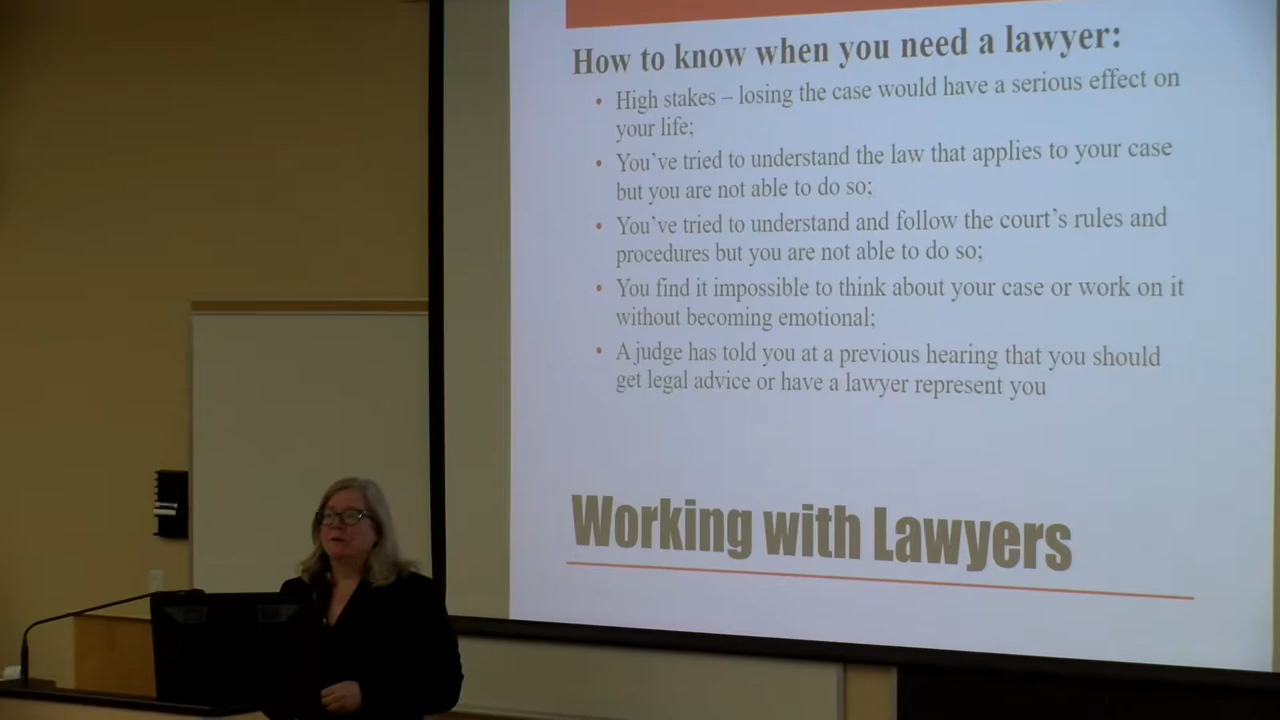 How to know when you need a lawyer:
• High stakes – losing the case would have a serious effect on
your life;
• You've tried to understand the law that applies to your case
but you are not able to do so;
• You've tried to understand and follow the court's rules and
procedures but you are not able to do so;
• You find it impossible to think about your case or work on it
without becoming emotional;
• A judge has told you at a previous hearing that you should
get legal advice or have a lawyer represent you
Working with Lawyers